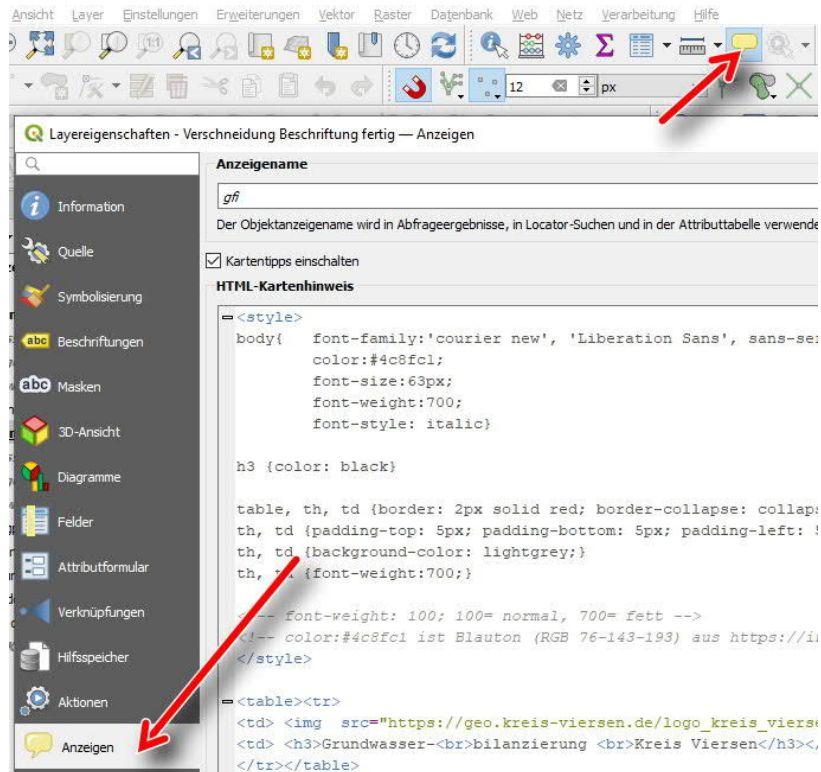 Ansicht Layer Einstellungen Erweiterungen Vektor Raster Datenbank Web Netz Verarbeitung Hilfe
12 px
Layereigenschaften - Verschneidung Beschriftung fertig — Anzeigen
Anzeigename
Information
gfi
Der Objektanzeigename wird in Abfrageergebnisse, in Locator-Suchen und in der Attributtabelle verwende
Quelle
Kartentipps einschalten
HTML-Kartenhinweis
Symbolisierung
abc Beschriftungen
abc Masken
3D-Ansicht
Diagramme
Felder
Attributformular
Verknüpfungen
Hilfsspeicher
Aktionen
Anzeigen
<style>
body{ font-family:'courier new', 'Liberation Sans', sans-ser
color:#4c8fc1;
font-size:63px;
font-weight:700;
font-style: italic}
h3 {color: black}
table, th, td {border: 2px solid red; border-collapse: collaps
th, td {padding-top: 5px; padding-bottom: 5px; padding-left: 5
th, td {background-color: lightgrey;}
th, td {font-weight:700;}
<!-- font-weight: 100; 100= normal, 700= fett -->
<!-- color:#4c8fc1 ist Blauton (RGB 76-143-193) aus https://i
</style>
<table><tr>
<td> <img src="https://geo.kreis-viersen.de/logo_kreis_vierse
<td> <h3>Grundwasser-<br>bilanzierung <br>Kreis Viersen</h3></
</tr></table>